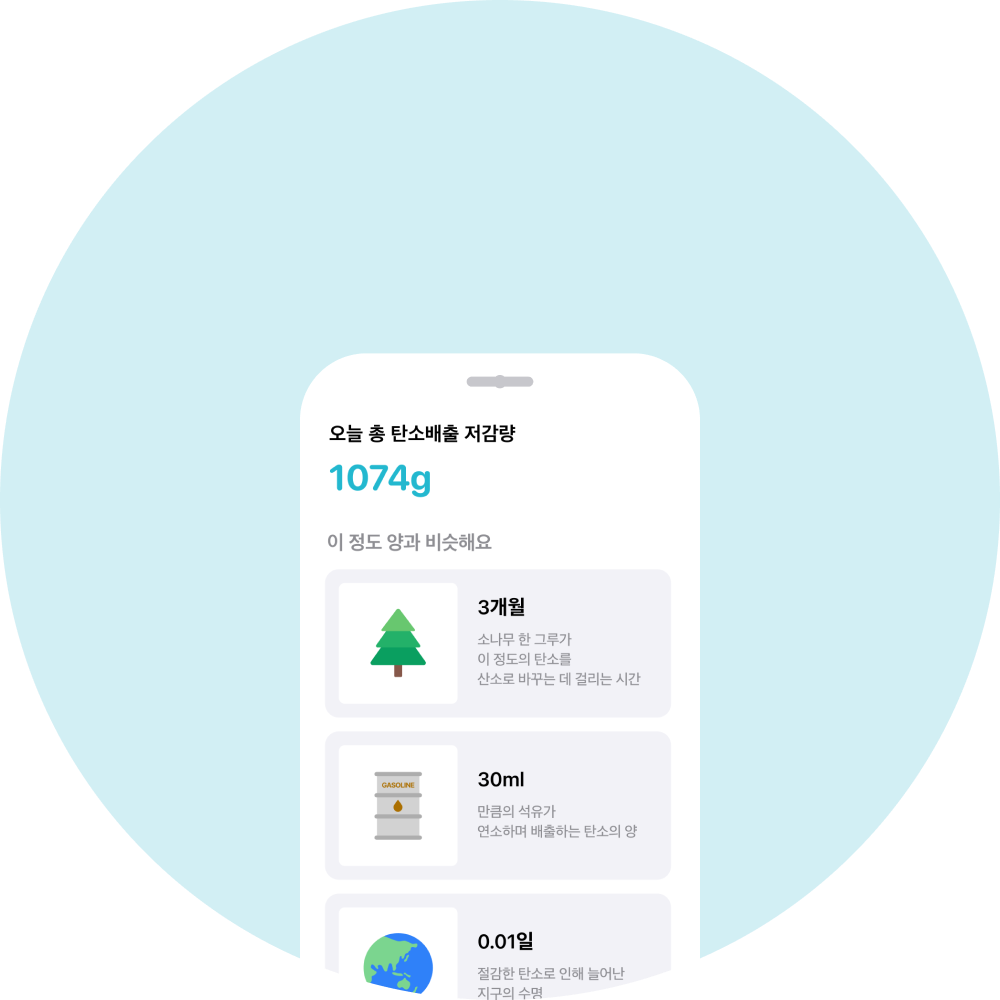 오늘 총 탄소배출 저감량
1074g
이 정도 양과 비슷해요
3개월
소나무 한 그루가
이 정도의 탄소를
산소로 바꾸는 데 걸리는 시간
GASOLINE
30ml
만큼의 석유가
연소하며 배출하는 탄소의 양
0.01일
절감한 탄소로 인해 늘어난
지구의 수명